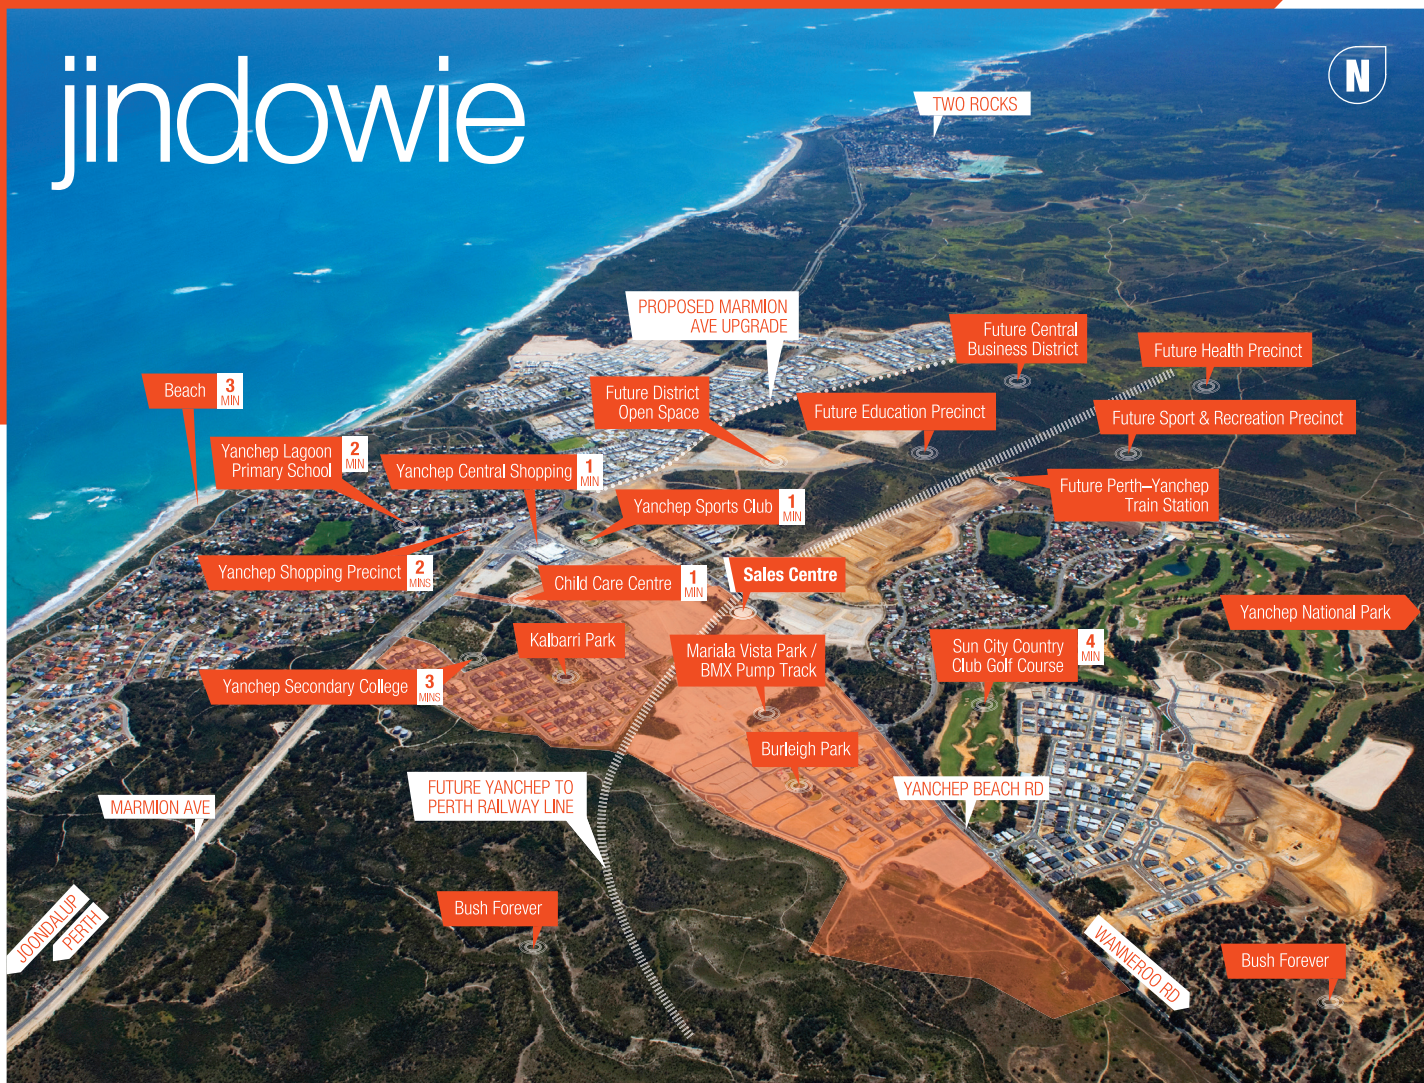 jindowie
N
TWO ROCKS
PROPOSED MARMION
AVE UPGRADE
Future Central
Business District
Future Health Precinct
Beach
3
MIN
Future District
Open Space
Future Education Precinct
Future Sport & Recreation Precinct
Yanchep Lagoon
Primary School
2
MIN
Yanchep Central Shopping
1
MIN
Yanchep Sports Club
1
MIN
Future Perth–Yanchep
Train Station
Yanchep Shopping Precinct
2
MINS
Child Care Centre
1
MIN
Sales Centre
Yanchep National Park
Kalbarri Park
Mariala Vista Park /
BMX Pump Track
Sun City Country
Club Golf Course
4
MIN
Yanchep Secondary College
3
MINS
Burleigh Park
FUTURE YANCHEP TO
PERTH RAILWAY LINE
YANCHEP BEACH RD
MARMION AVE
Bush Forever
JOONDALUP
PERTH
WANNEROO RD
Bush Forever